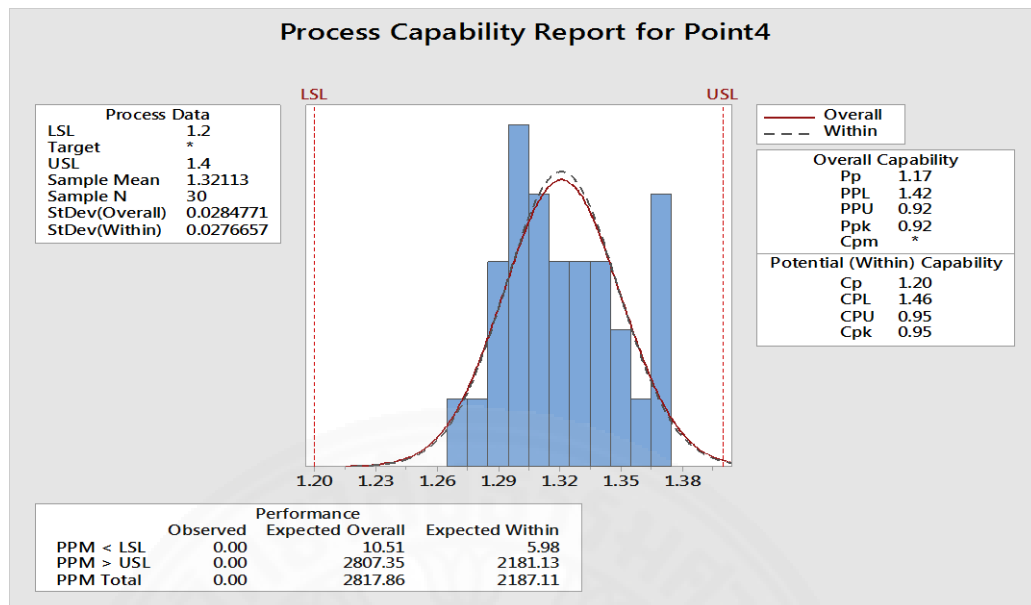 Process Capability Report for Point4
LSL USL
Process Data
LSL 1.2
Target *
USL 1.4
Sample Mean 1.32113
Sample N 30
StDev(Overall) 0.0284771
StDev(Within) 0.0276657
Overall
Within
Overall Capability
Pp 1.17
PPL 1.42
PPU 0.92
Ppk 0.92
Cpm *
Potential (Within) Capability
Cp 1.20
CPL 1.46
CPU 0.95
Cpk 0.95
1.20 1.23 1.26 1.29 1.32 1.35 1.38
Performance
Observed Expected Overall Expected Within
PPM < LSL 0.00 10.51 5.98
PPM > USL 0.00 2807.35 2181.13
PPM Total 0.00 2817.86 2187.11